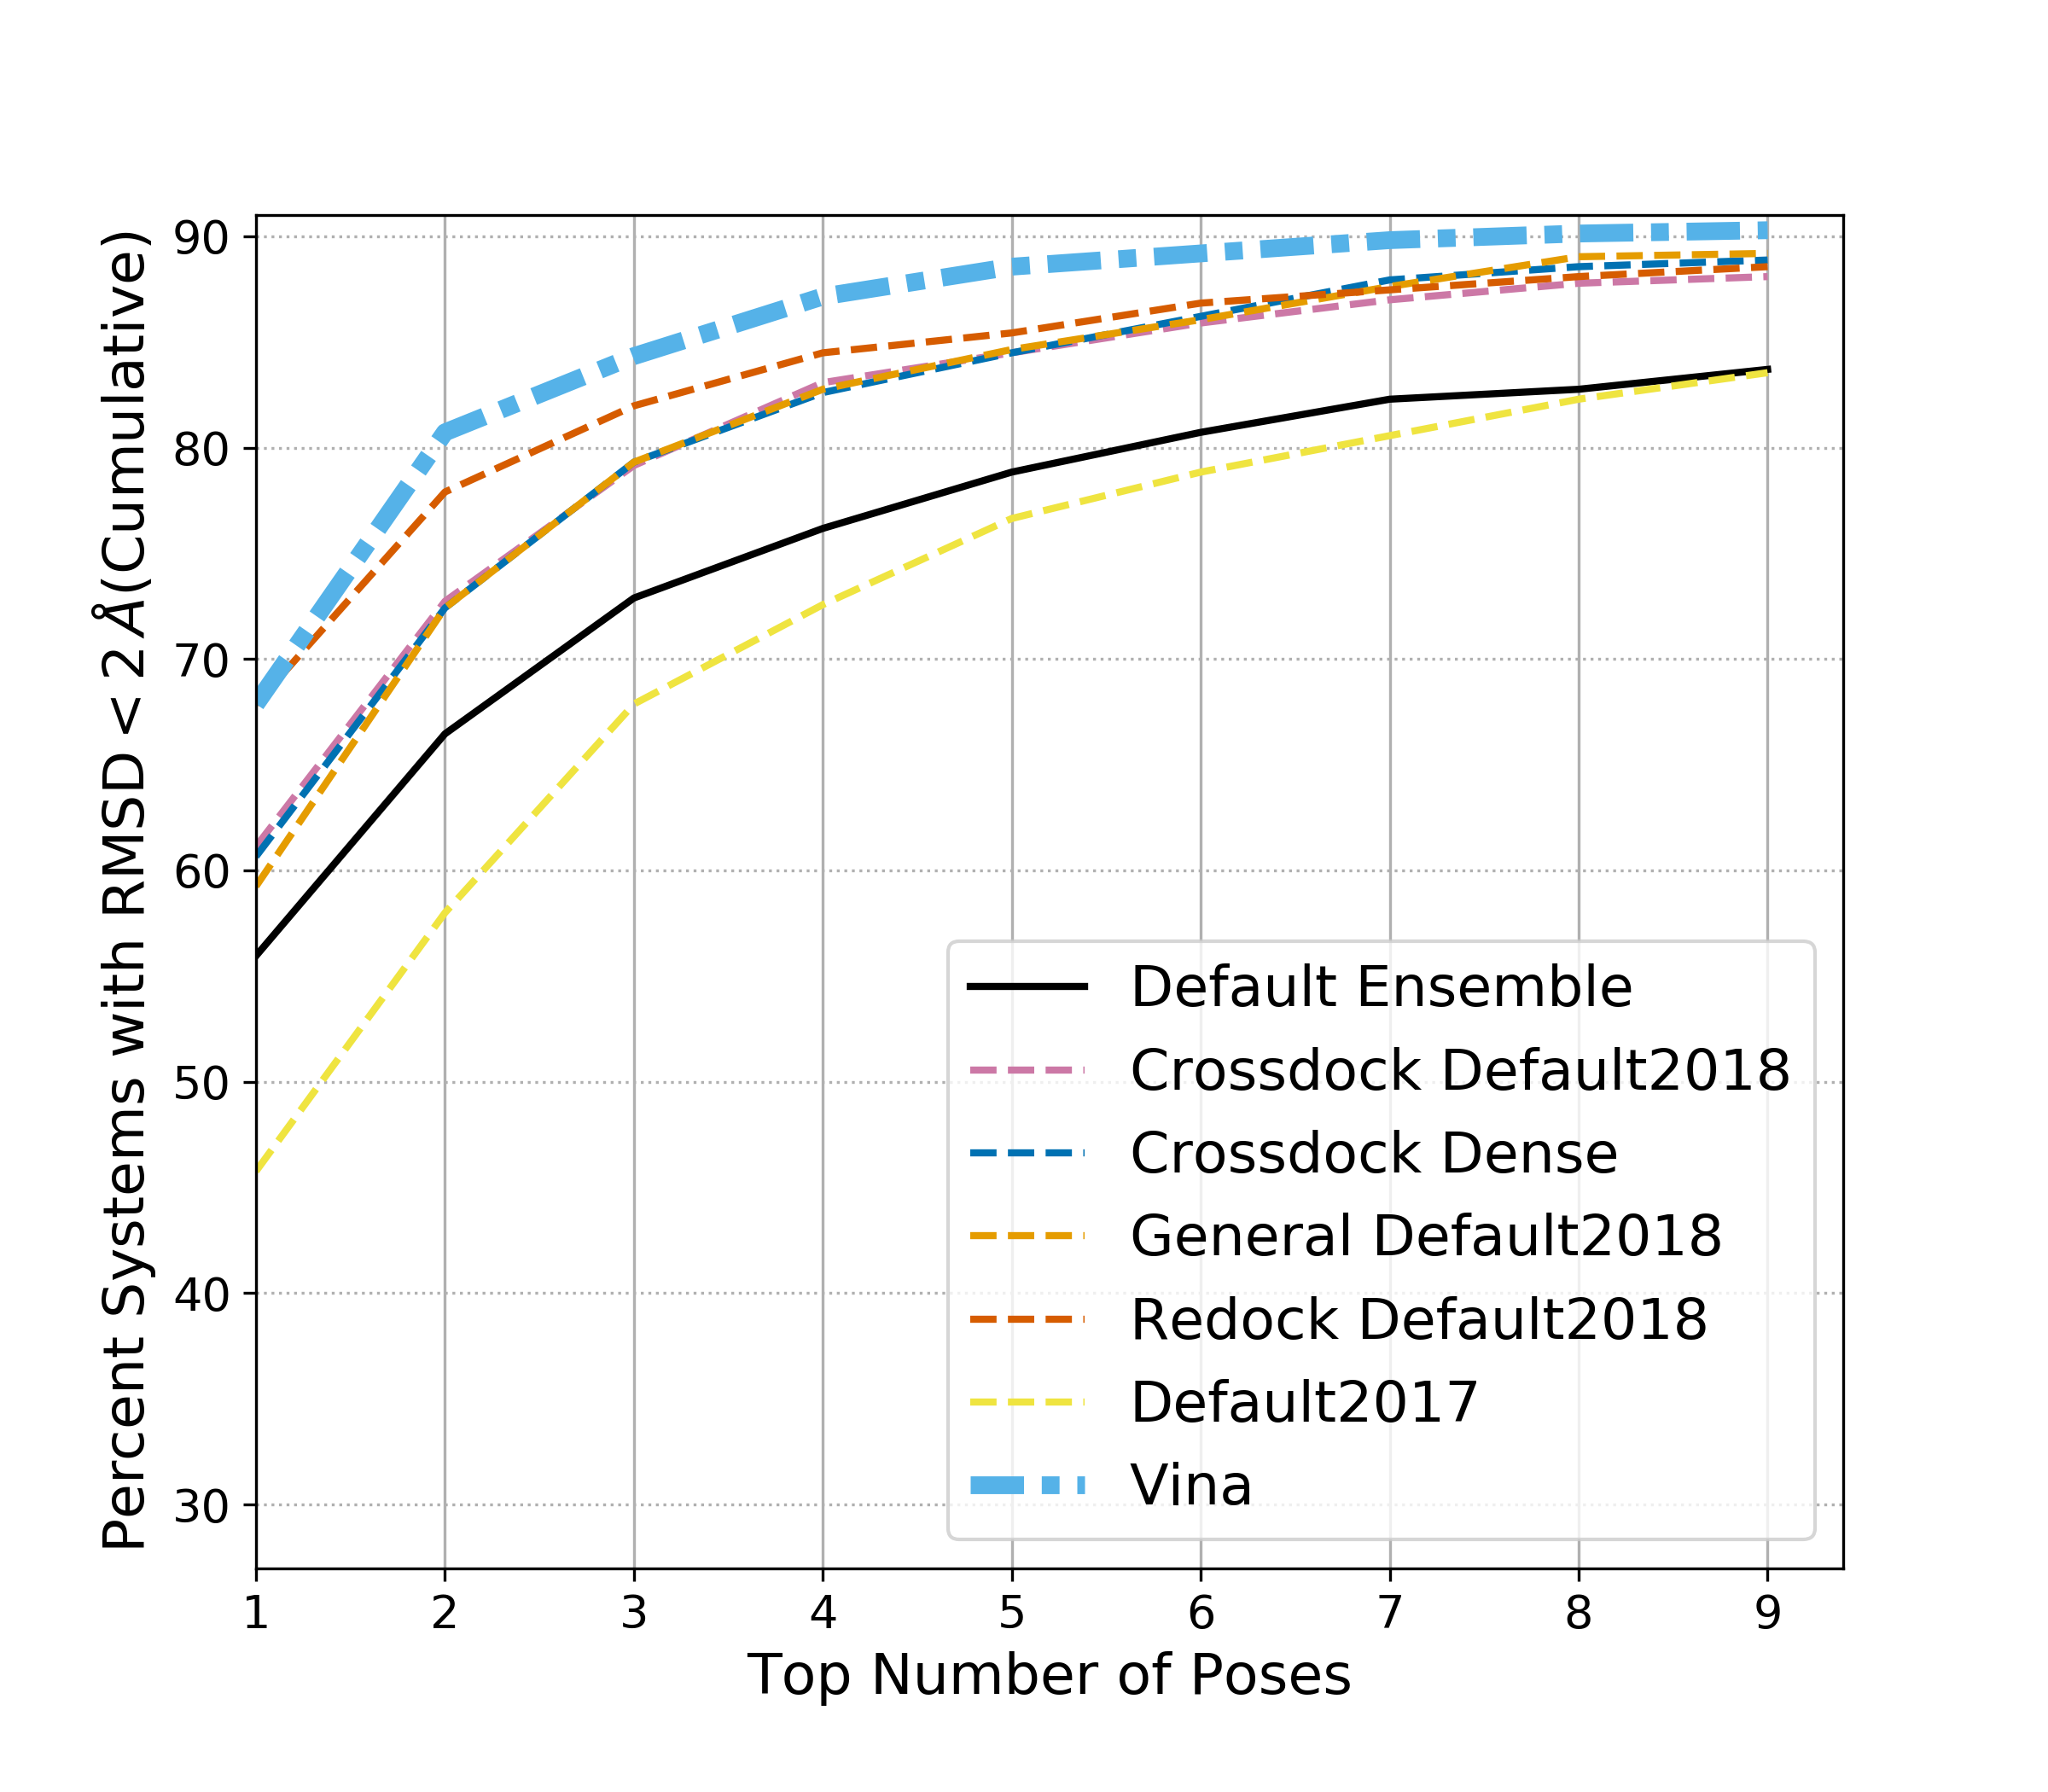 Percent Systems with RMSD < 2 Å(Cumulative)
90
80
70
60
50
40
30
Default Ensemble
Crossdock Default2018
Crossdock Dense
General Default2018
Redock Default2018
Default2017
Vina
1 2 3 4 5 6 7 8 9
Top Number of Poses